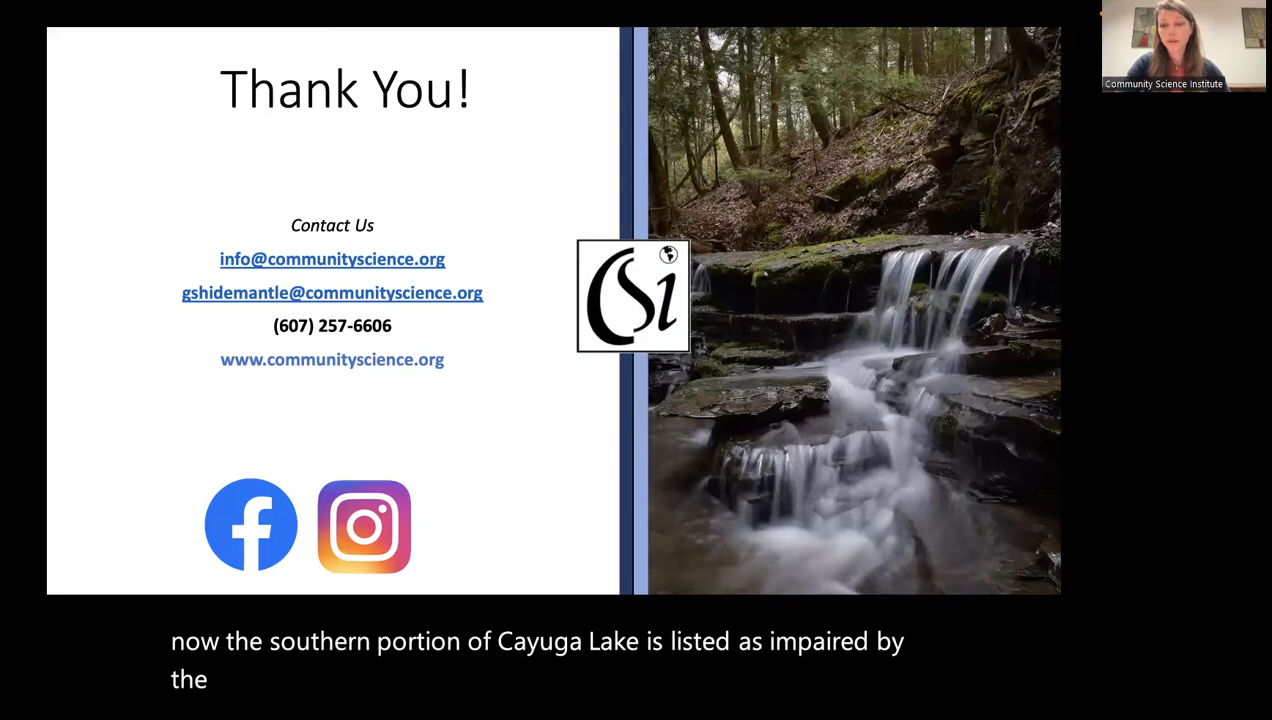 Thank You!
Contact Us
info@communityscience.org
gshidemantle@communityscience.org
(607) 257-6606
www.communityscience.org
CSi
Community Science Institute
now the southern portion of Cayuga Lake is listed as impaired by
the